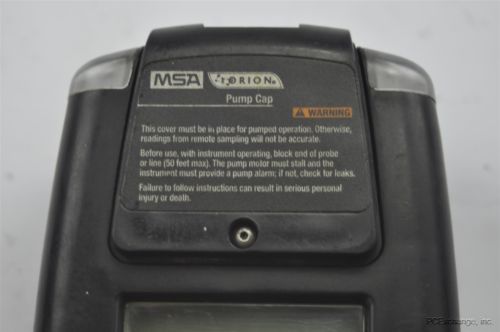 MSA ORION®
Pump Cap
⚠ WARNING
This cover must be in place for pumped operation. Otherwise,
readings from remote sampling will not be accurate.
Before use, with instrument operating, block end of probe
or line (50 feet max). The pump motor must stall and the
instrument must provide a pump alarm; if not, check for leaks.
Failure to follow instructions can result in serious personal
injury or death.
PCExchange, inc.